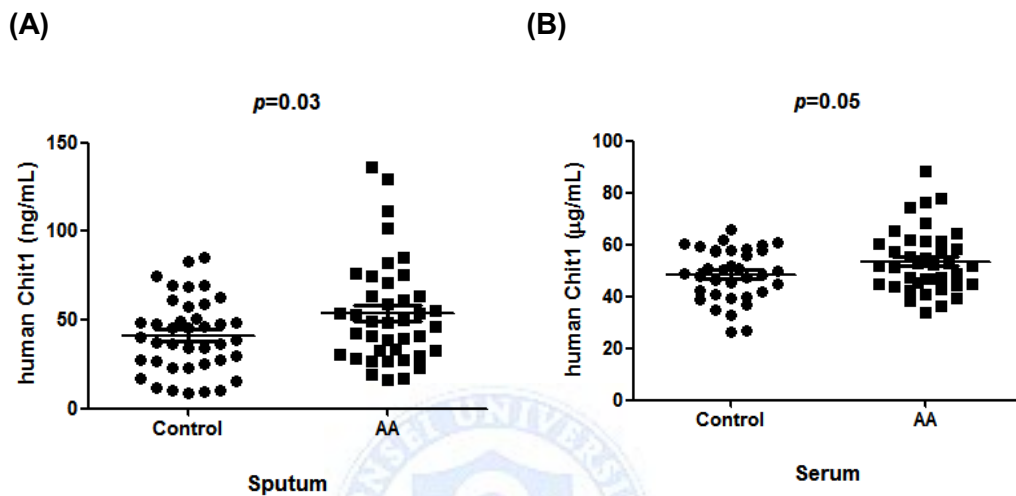 (A)
p=0.03
human Chit1 (ng/mL)
150
100
50
0
Control AA
Sputum
(B)
p=0.05
human Chit1 (μg/mL)
100
80
60
40
20
0
Control AA
Serum